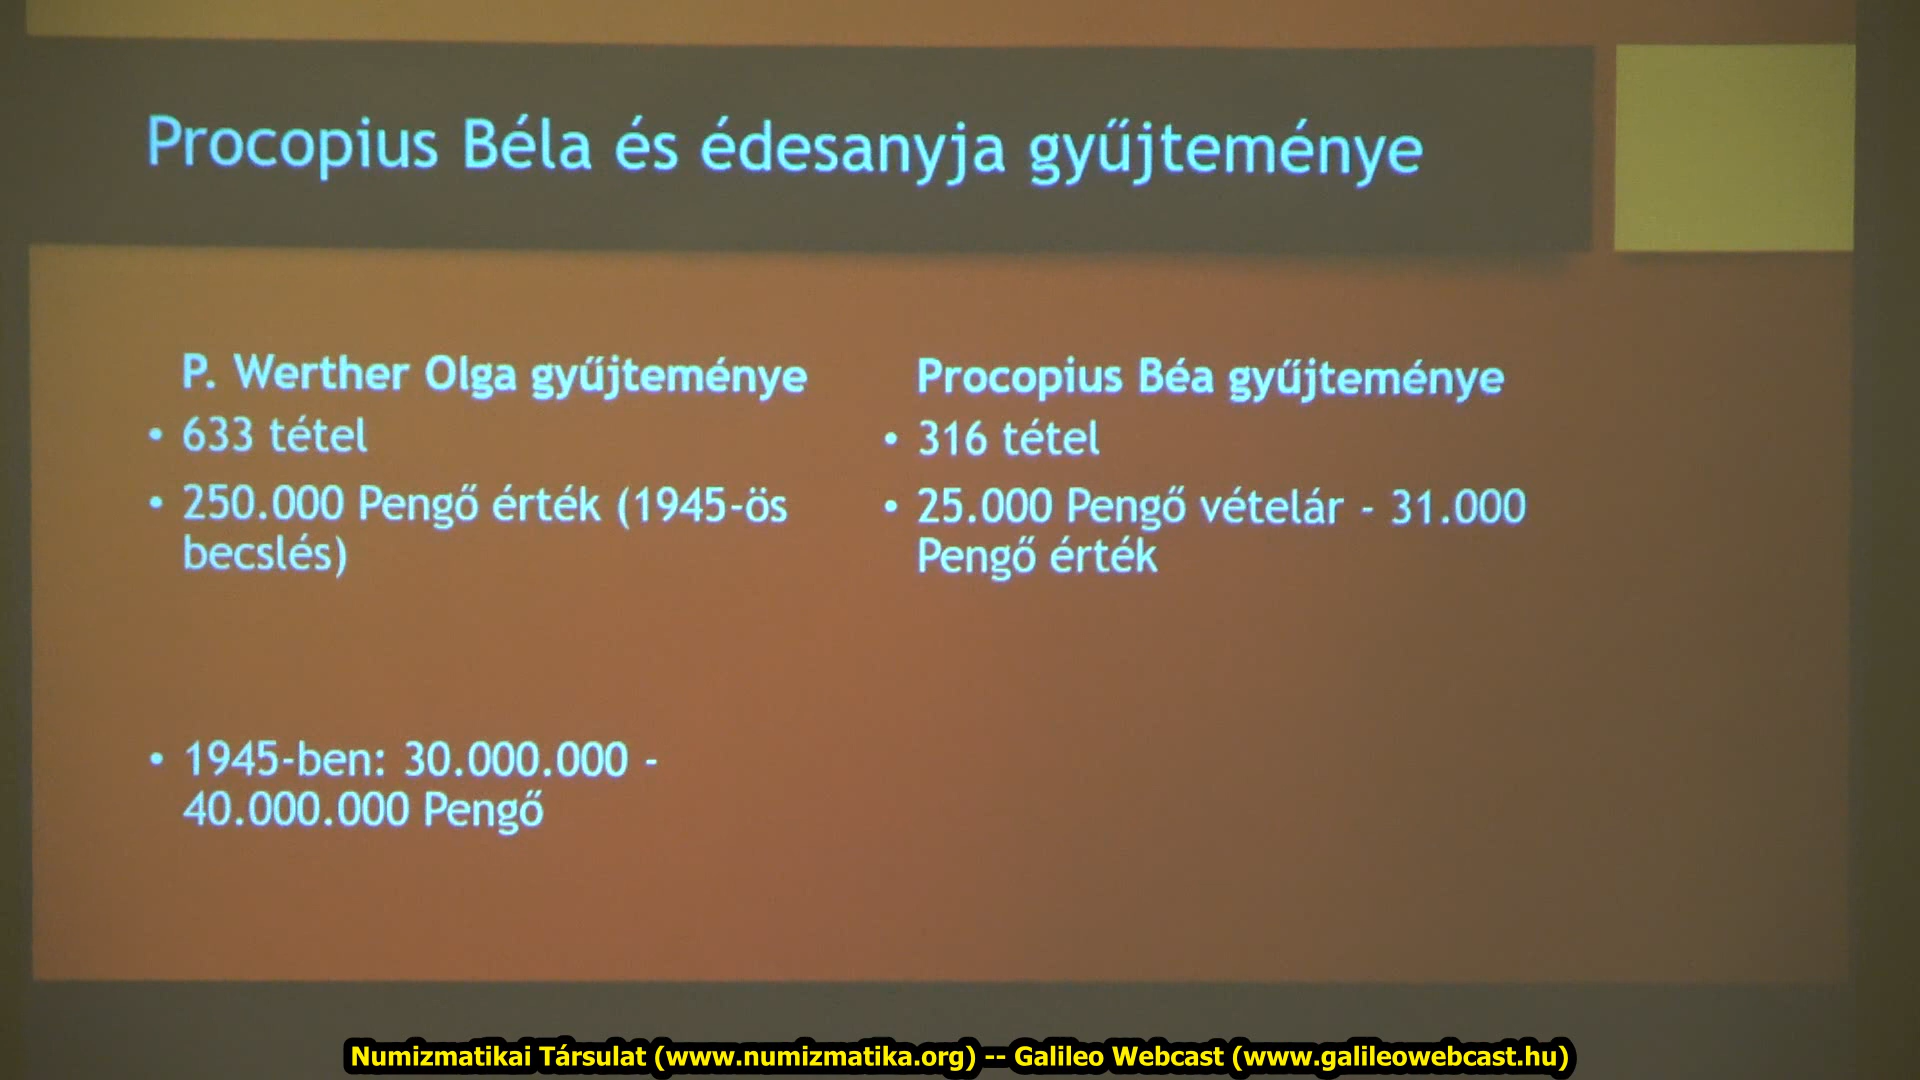 Procopius Béla és édesanyja gyűjteménye
P. Werther Olga gyűjteménye
• 633 tétel
• 250.000 Pengő érték (1945-ös
becslés)
• 1945-ben: 30.000.000 -
40.000.000 Pengő
Procopius Béa gyűjteménye
• 316 tétel
• 25.000 Pengő vételár - 31.000
Pengő érték
Numizmatikai Társulat (www.numizmatika.org) -- Galileo Webcast (www.galileowebcast.hu)